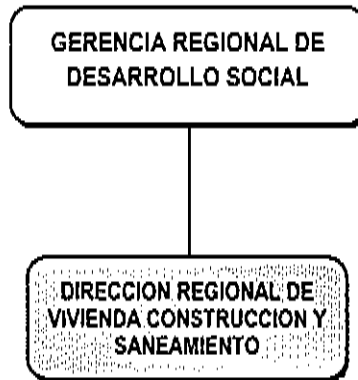 GERENCIA REGIONAL DE
DESARROLLO SOCIAL
DIRECCION REGIONAL DE
VIVIENDA CONSTRUCCION Y
SANEAMIENTO